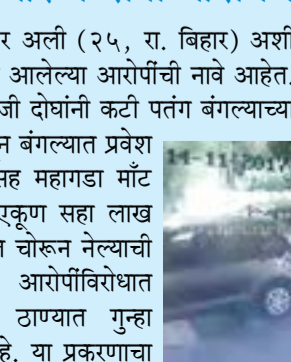 र अली (२५, रा. बिहार) अशी
आलेल्या आरोपींची नावे आहेत.
जी दोघांनी कटी पतंग बंगल्याच्या
न बंगल्यात प्रवेश
सह महागडा माँट
एकूण सहा लाख
त चोरून नेल्याची
आरोपींविरोधात
ठाण्यात गुन्हा
हे. या प्रकरणाचा
14-11-2017